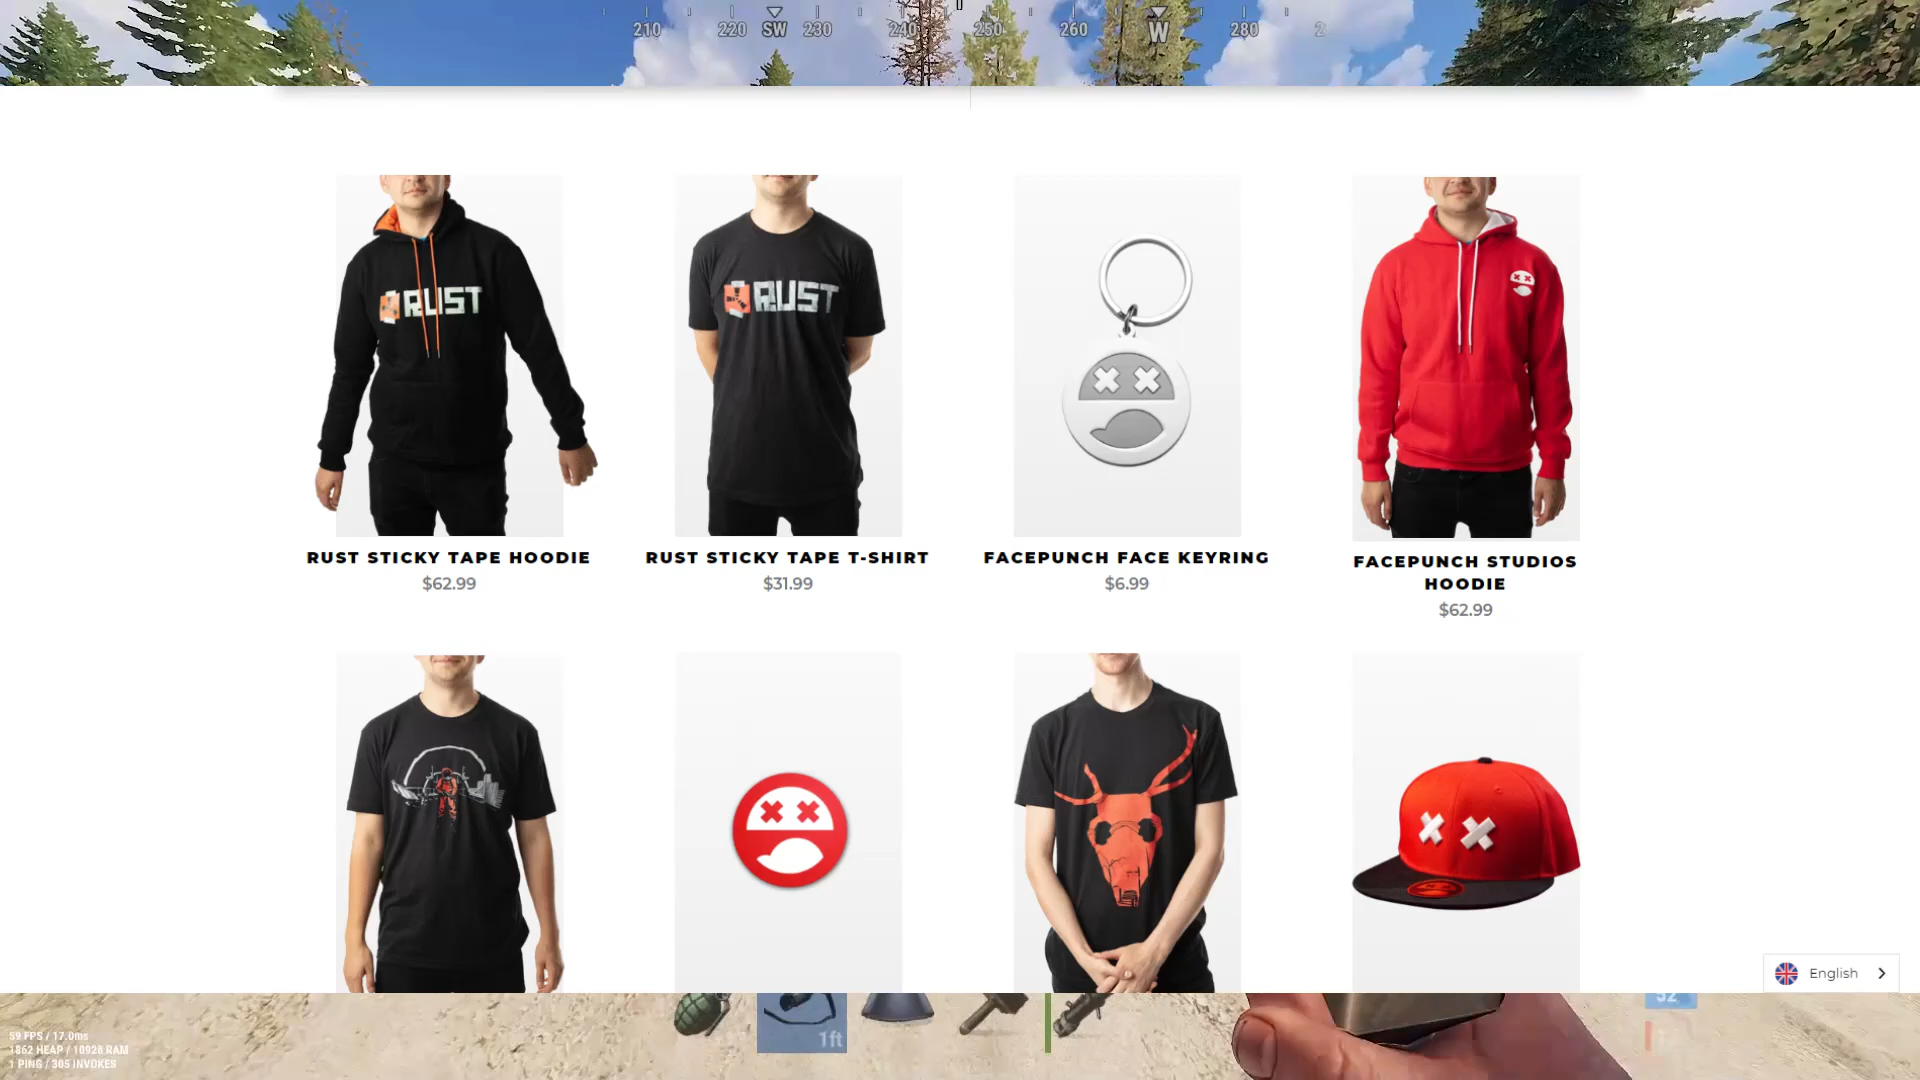 210 220 SW 230 240 250 260 W 280 2
RUST
RUST
RUST STICKY TAPE HOODIE
$62.99
RUST STICKY TAPE T-SHIRT
$31.99
FACEPUNCH FACE KEYRING
$6.99
FACEPUNCH STUDIOS
HOODIE
$62.99
English
1ft
52
59 FPS / 17.0ms
1862 HEAP / 10928 RAM
1 PING / 305 INVOKES